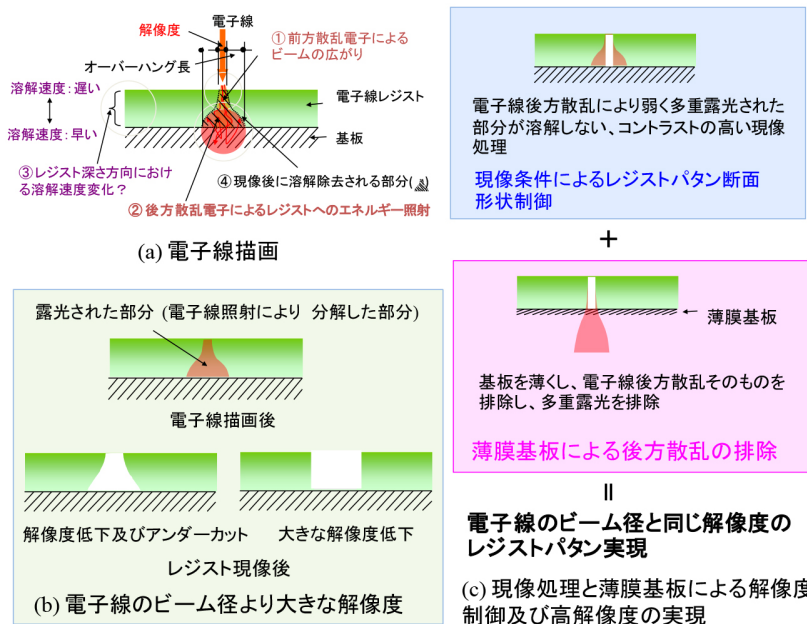 電子線
解像度
①前方散乱電子による
ビームの広がり
オーバーハング長
溶解速度：遅い
電子線レジスト
溶解速度：早い
基板
③レジスト深さ方向における
溶解速度変化？
④現像後に溶解除去される部分( )
②後方散乱電子によるレジストへのエネルギー照射
(a) 電子線描画
露光された部分 (電子線照射により 分解した部分)
電子線描画後
解像度低下及びアンダーカット
大きな解像度低下
レジスト現像後
(b) 電子線のビーム径より大きな解像度
電子線後方散乱により弱く多重露光された
部分が溶解しない、コントラストの高い現像
処理
現像条件によるレジストパタン断面
形状制御
＋
薄膜基板
基板を薄くし、電子線後方散乱そのものを
排除し、多重露光を排除
薄膜基板による後方散乱の排除
＝
電子線のビーム径と同じ解像度の
レジストパタン実現
(c) 現像処理と薄膜基板による解像度
制御及び高解像度の実現